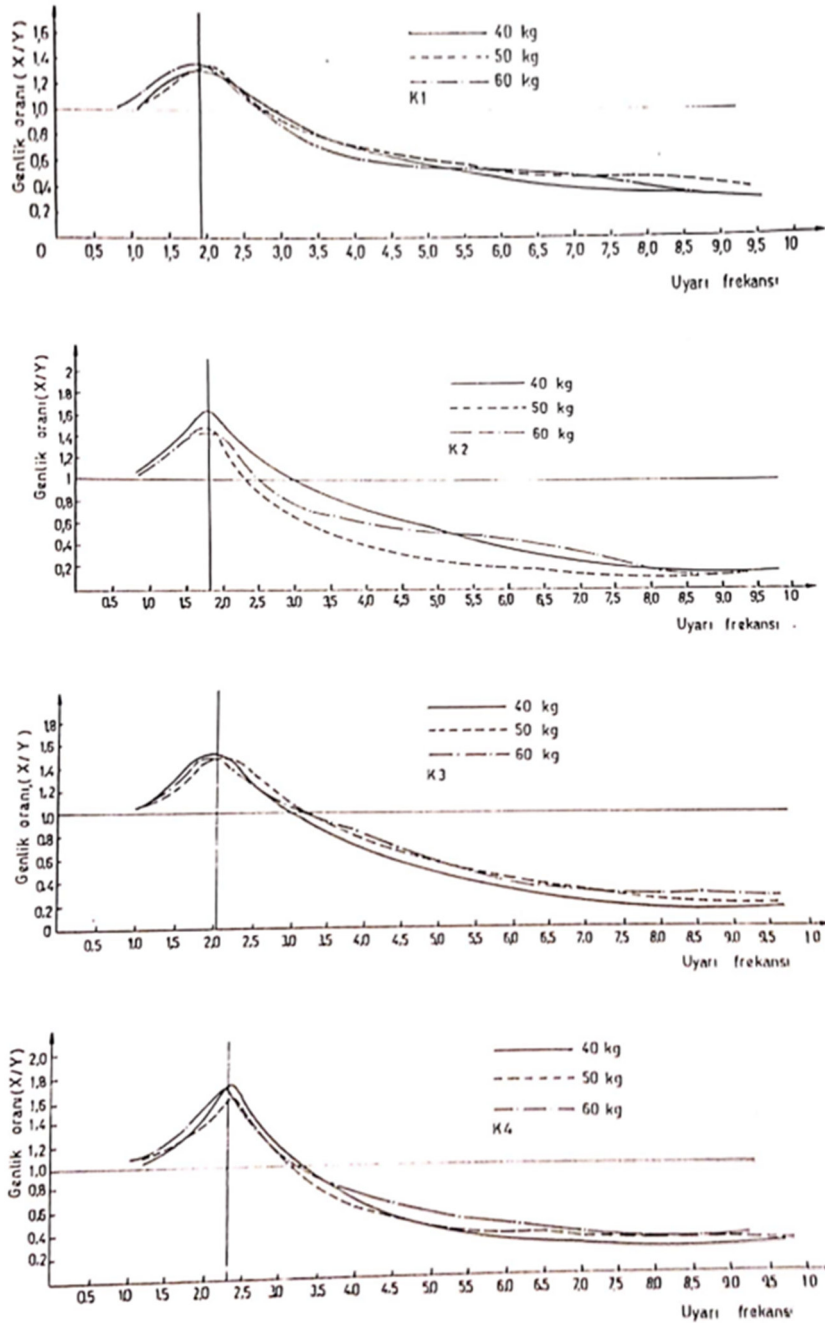 Genlik oranı (X/Y)
1,6
1,4
1,2
1,0
0,8
0,6
0,4
0,2
0
40 kg
50 kg
60 kg
K1
0,5 1,0 1,5 2,0 2,5 3,0 3,5 4,0 4,5 5,0 5,5 6,0 6,5 7,0 7,5 8,0 8,5 9,0 9,5 10
Uyarı frekansı
Genlik oranı (X/Y)
2
1,8
1,6
1,4
1
0,8
0,6
0,4
0,2
40 kg
50 kg
60 kg
K2
0.5 1,0 1.5 2.0 2.5 3.0 3.5 4.0 4.5 5.0 5.5 6.0 6.5 7.0 7.5 8.0 8.5 9.0 9.5 10
Uyarı frekansı
Genlik oranı, (X/Y)
1.8
1.6
1.4
1.0
0.8
0.6
0.4
0.2
0
40 kg
50 kg
60 kg
K3
0.5 1.0 1.5 2.0 2.5 3.0 3.5 4.0 4.5 5.0 5.5 6.0 6.5 7.0 7.5 8.0 8.5 9.0 9.5 10
Uyarı frekansı
Genlik oranı (X/Y)
2,0
1,8
1,6
1,2
1,0
0,8
0,6
0,4
0.2
40 kg
50 kg
60 kg
K4
0.5 1.0 1.5 2.0 2.5 3.0 3.5 4.0 4.5 5.0 5.5 6.0 6.5 7.0 7.5 8.0 8.5 9.0 9.5 10
Uyarı frekansı